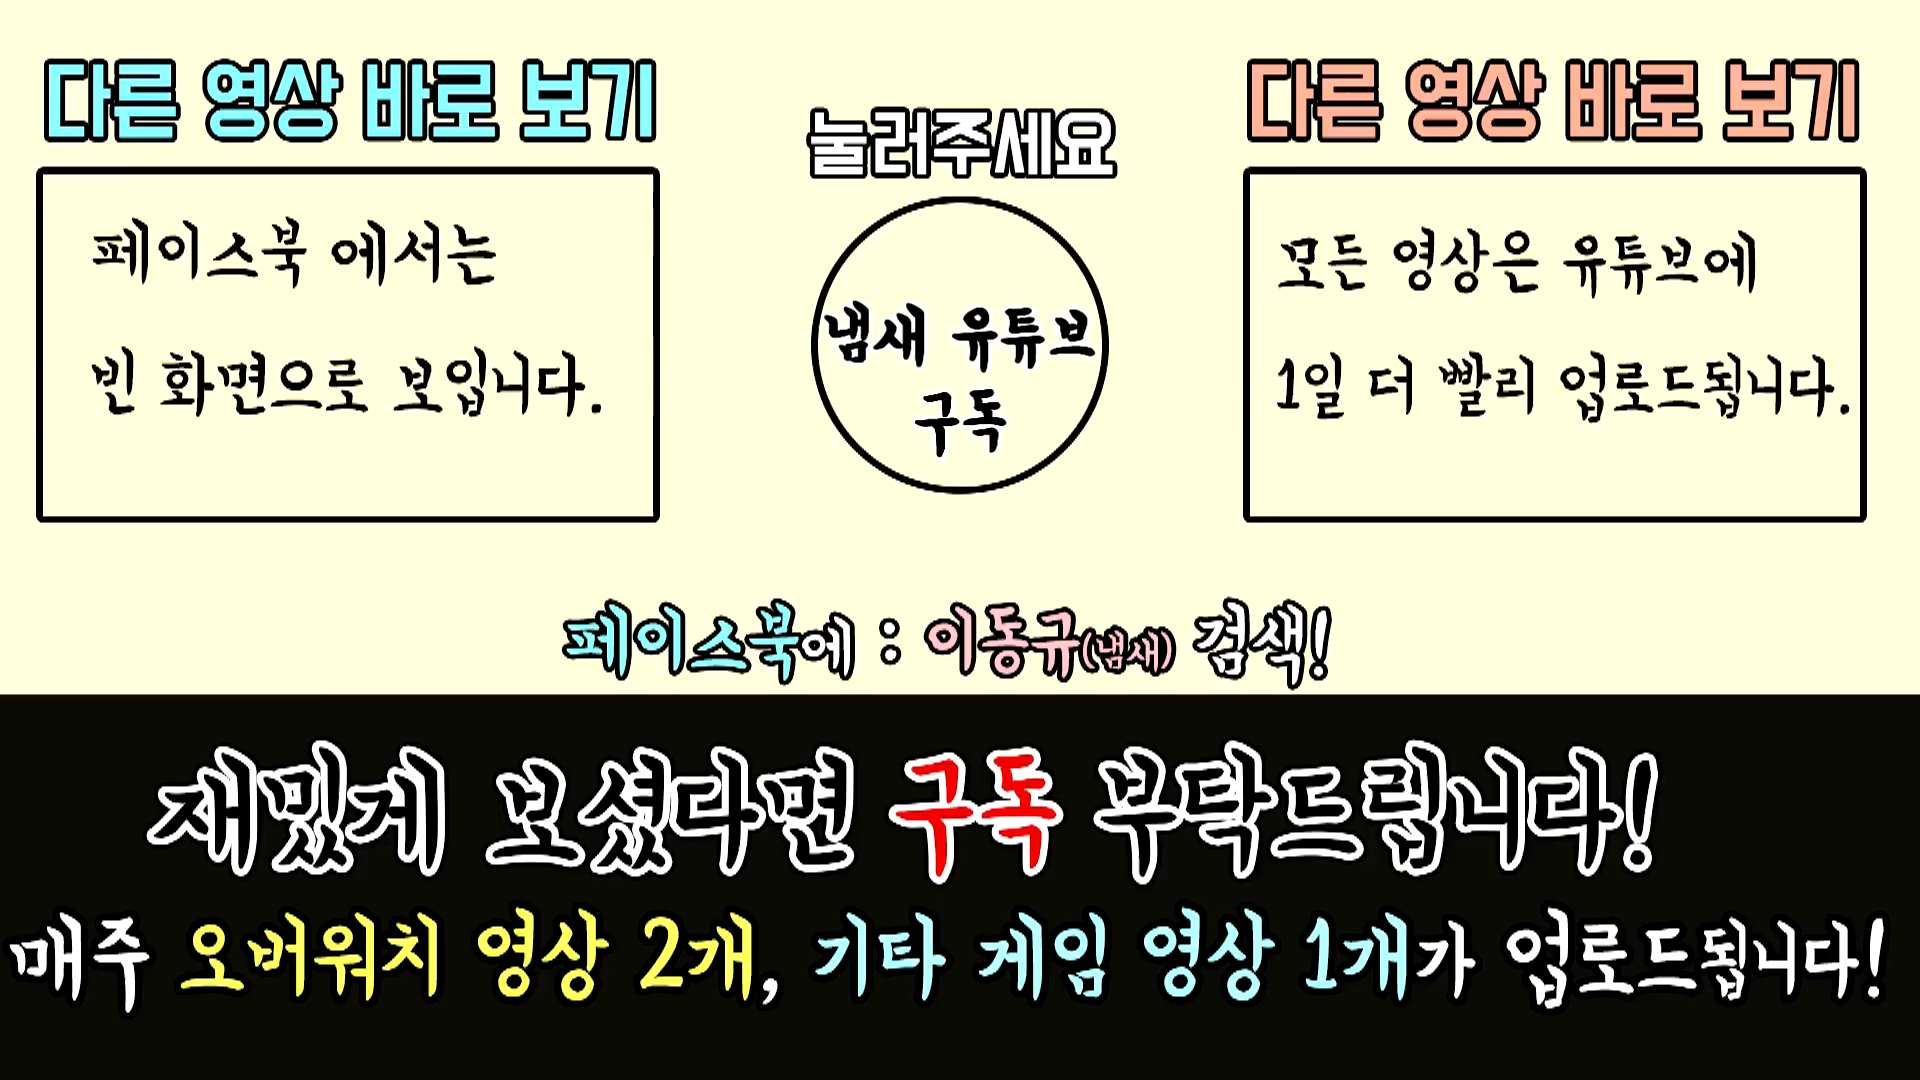 다른 영상 바로 보기
페이스북 에서는
빈 화면으로 보입니다.
눌러주세요
냄새 유튜브
구독
다른 영상 바로 보기
모든 영상은 유튜브에
1일 더 빨리 업로드됩니다.
페이스북에 : 이동규(냄새) 검색!
재밌게 보셨다면 구독 부탁드립니다!
매주 오버워치 영상 2개, 기타 게임 영상 1개가 업로드됩니다!